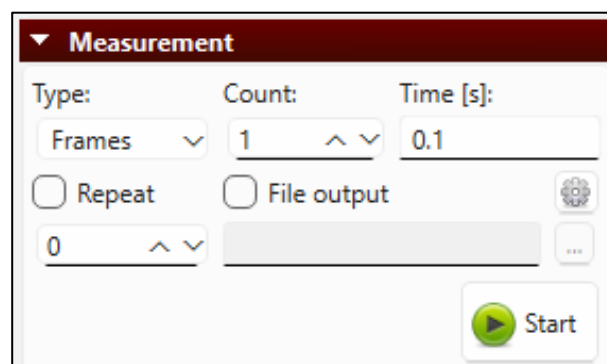 Measurement
Type: Count: Time [s]:
Frames 1 0.1
Repeat File output
0 ...
Start